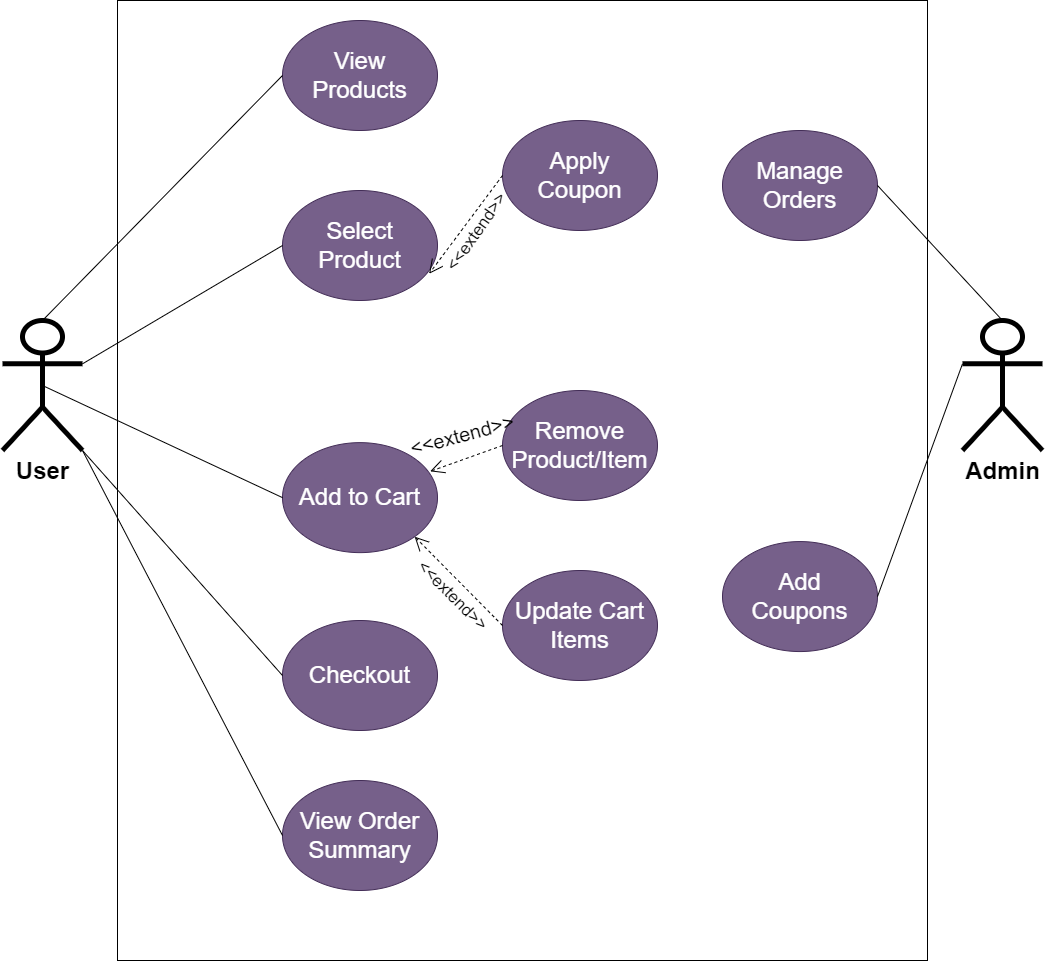 View
Products
Apply
Coupon
Manage
Orders
Select
Product
<<extend>>
User
Admin
<<extend>>
Remove
Product/Item
Add to Cart
<<extend>>
Update Cart
Items
Add
Coupons
Checkout
View Order
Summary